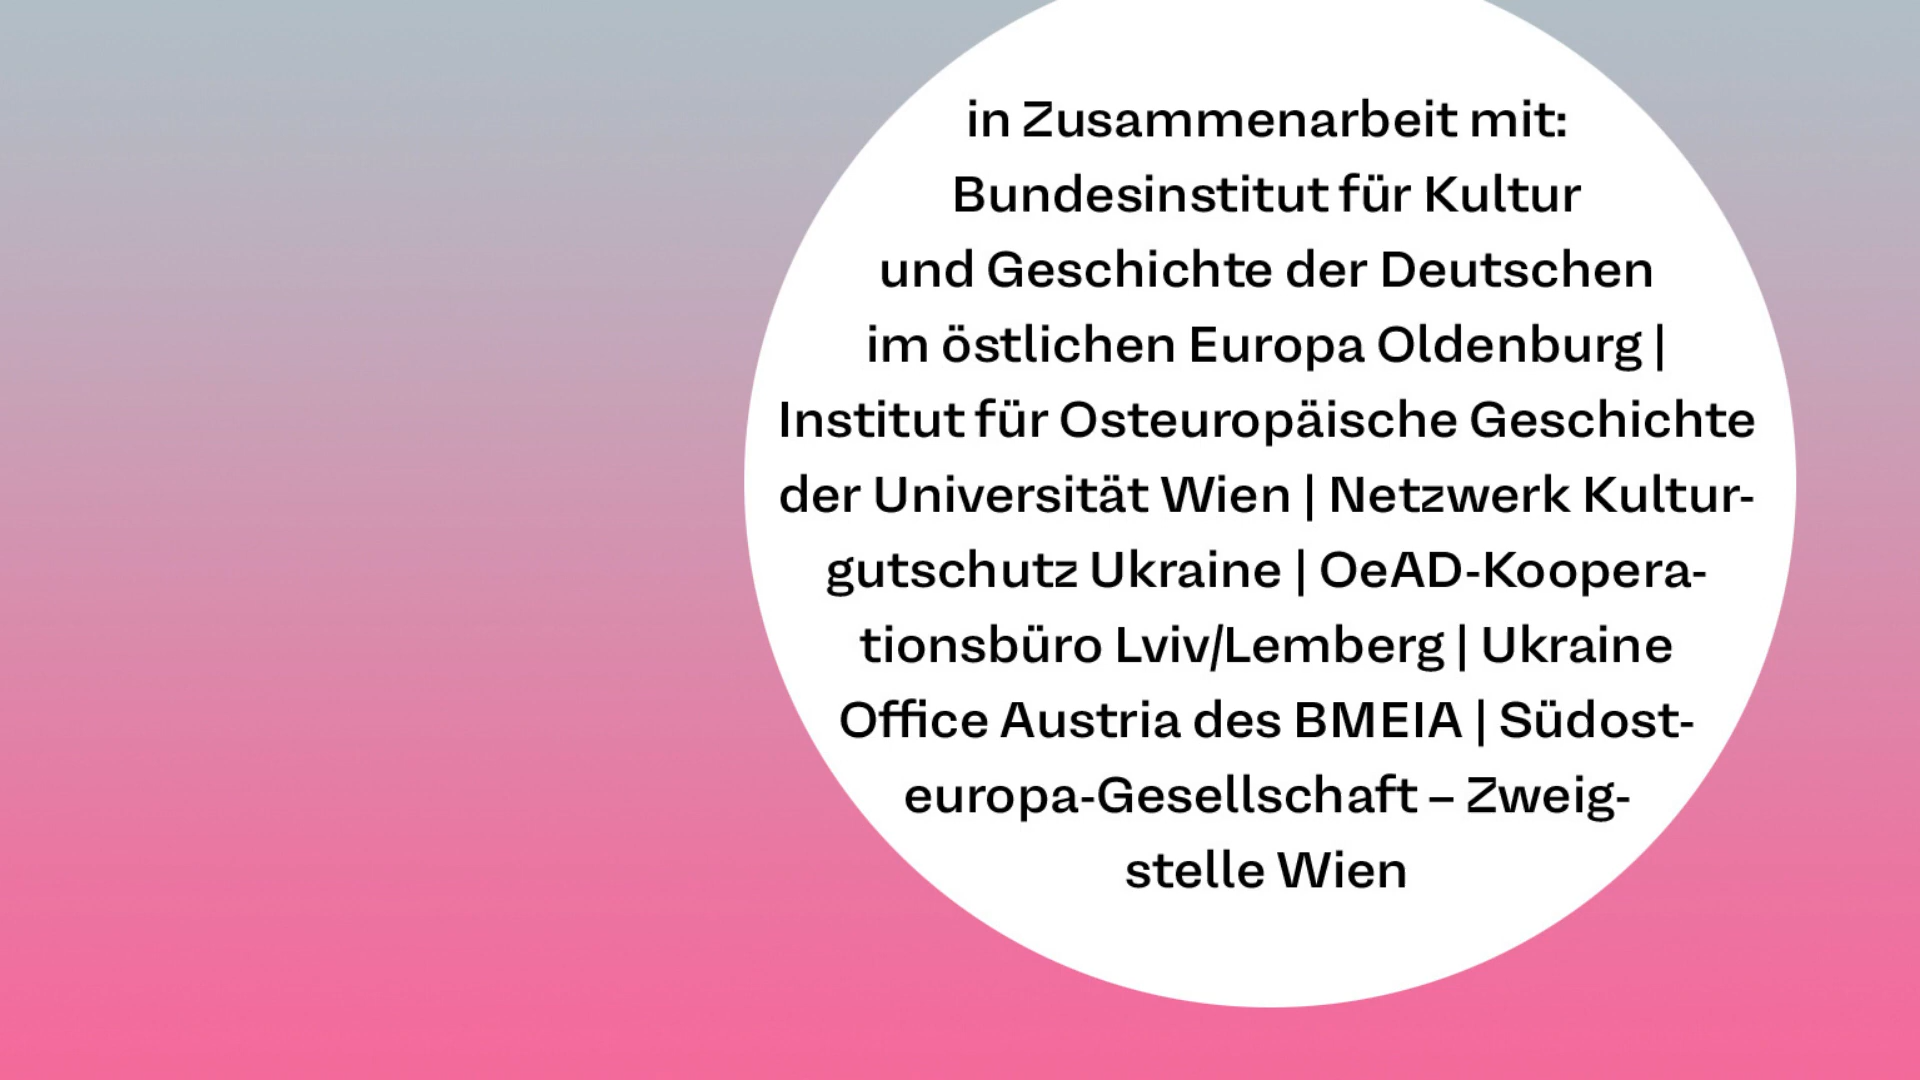 in Zusammenarbeit mit:
Bundesinstitut für Kultur
und Geschichte der Deutschen
im östlichen Europa Oldenburg |
Institut für Osteuropäische Geschichte
der Universität Wien | Netzwerk Kultur-
gutschutz Ukraine | OeAD-Koopera-
tionsbüro Lviv/Lemberg | Ukraine
Office Austria des BMEIA | Südost-
europa-Gesellschaft – Zweig-
stelle Wien